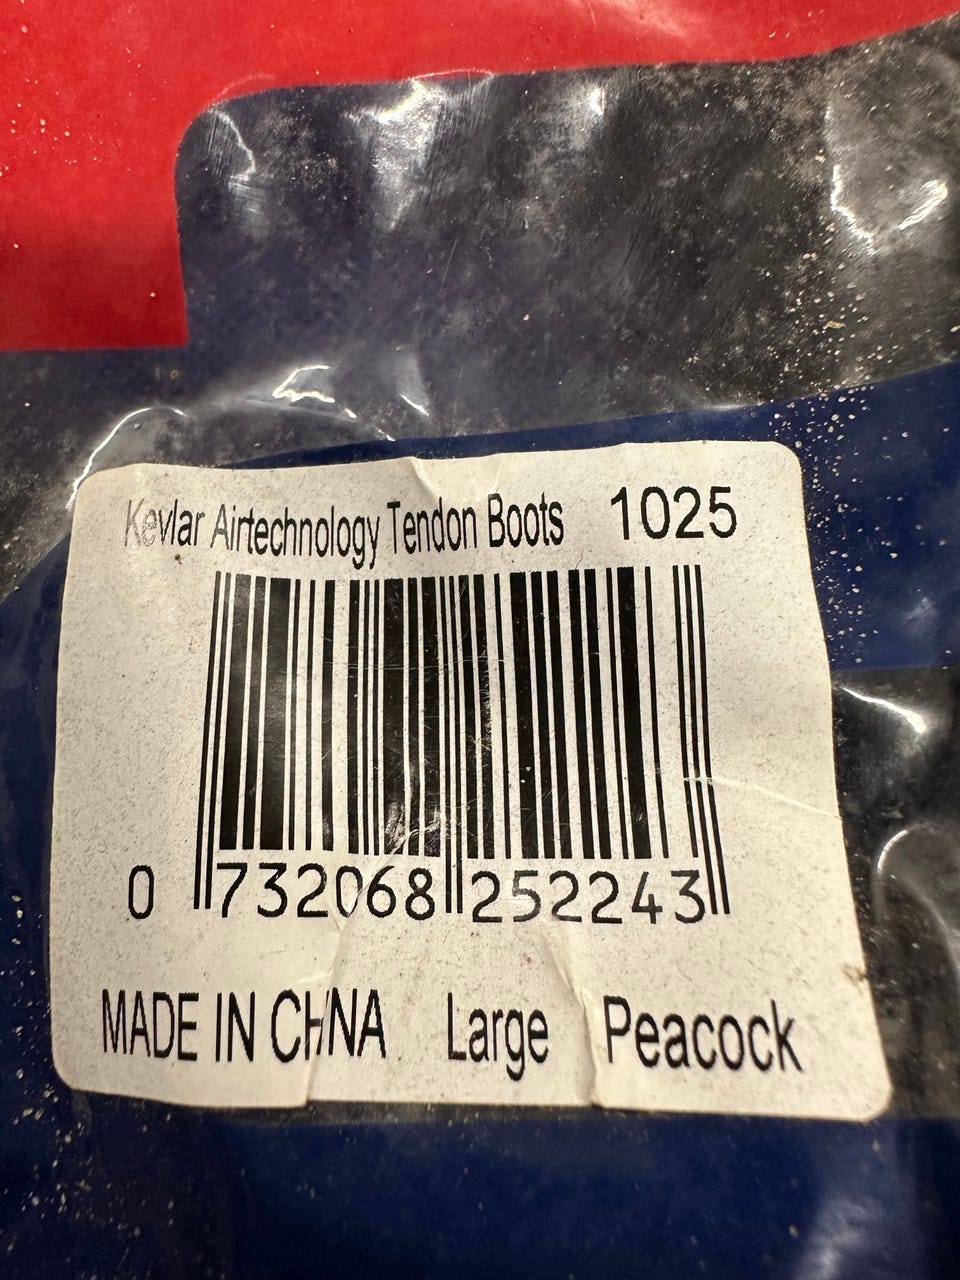 Kevlar Airtechnology Tendon Boots 1025
0 732068 252243
MADE IN CHINA Large Peacock